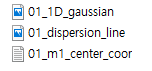 01_1D_gaussian
01_dispersion_line
01_m1_center_coor